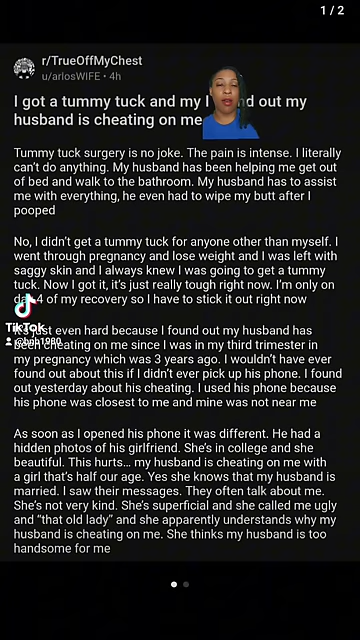 1 / 2
r/TrueOffMyChest
u/arlosWIFE • 4h
I got a tummy tuck and my I nd out my
husband is cheating on me
Tummy tuck surgery is no joke. The pain is intense. I literally
can't do anything. My husband has been helping me get out
of bed and walk to the bathroom. My husband has to assist
me with everything, he even had to wipe my butt after I
pooped
No, I didn't get a tummy tuck for anyone other than myself. I
went through pregnancy and lose weight and I was left with
saggy skin and I always knew I was going to get a tummy
tuck. Now I got it, it's just really tough right now. I'm only on
4 of my recovery so I have to stick it out right now
TikTok
It's just even hard because I found out my husband has
been cheating on me since I was in my third trimester in
my pregnancy which was 3 years ago. I wouldn't have ever
found out about this if I didn't ever pick up his phone. I found
out yesterday about his cheating. I used his phone because
his phone was closest to me and mine was not near me
As soon as I opened his phone it was different. He had a
hidden photos of his girlfriend. She's in college and she
beautiful. This hurts... my husband is cheating on me with
a girl that's half our age. Yes she knows that my husband is
married. I saw their messages. They often talk about me.
She's not very kind. She's superficial and she called me ugly
and "that old lady" and she apparently understands why my
husband is cheating on me. She thinks my husband is too
handsome for me